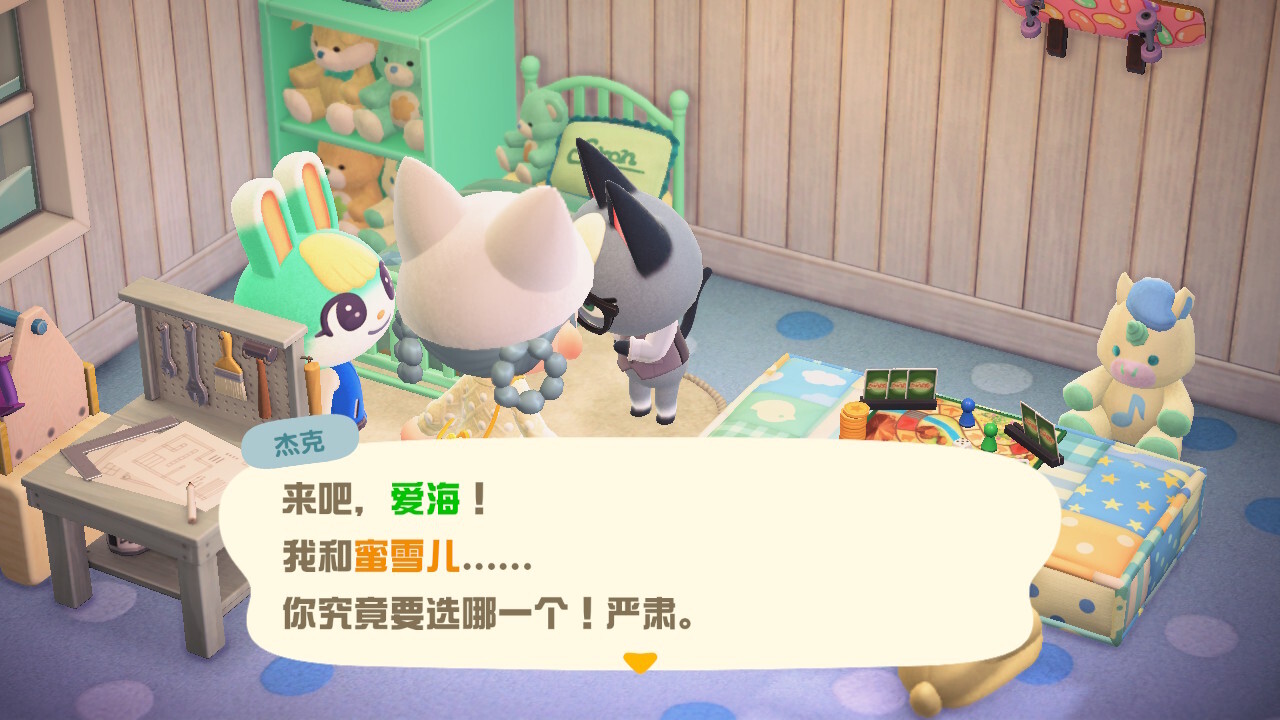 杰克
来吧，爱海！
我和蜜雪儿……
你究竟要选哪一个！严肃。